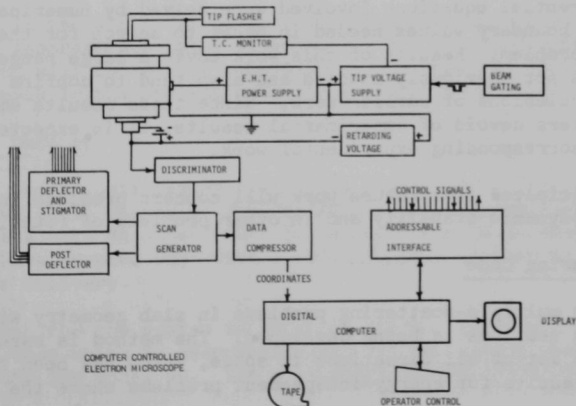 TIP FLASHER
T.C. MONITOR
E.H.T.
POWER SUPPLY
TIP VOLTAGE
SUPPLY
BEAM
GATING
RETARDING
VOLTAGE
DISCRIMINATOR
PRIMARY
DEFLECTOR
AND
STIGMATOR
POST
DEFLECTOR
SCAN
GENERATOR
DATA
COMPRESSOR
CONTROL SIGNALS
ADDRESSABLE
INTERFACE
COORDINATES
DIGITAL
COMPUTER
DISPLAY
COMPUTER CONTROLLED
ELECTRON MICROSCOPE
TAPE
OPERATOR CONTROL